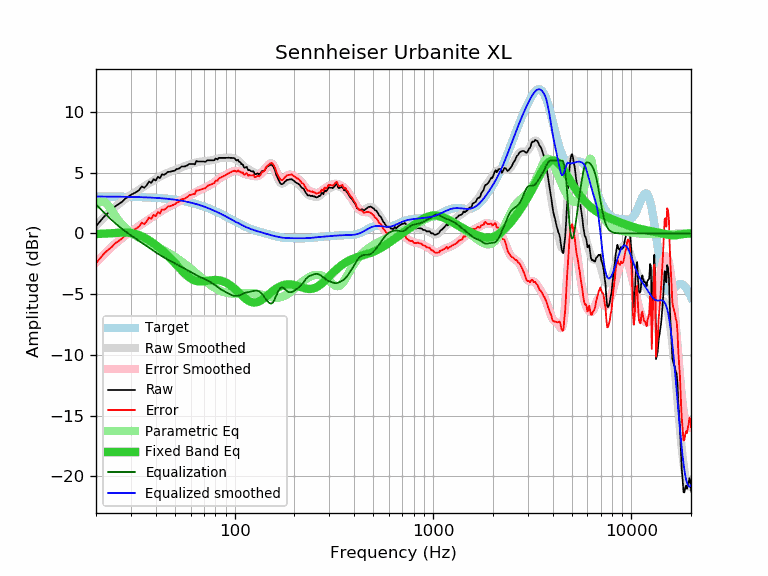 Sennheiser Urbanite XL
Amplitude (dBr)
10
5
0
−5
−10
−15
−20
Target
Raw Smoothed
Error Smoothed
Raw
Error
Parametric Eq
Fixed Band Eq
Equalization
Equalized smoothed
100 1000 10000
Frequency (Hz)